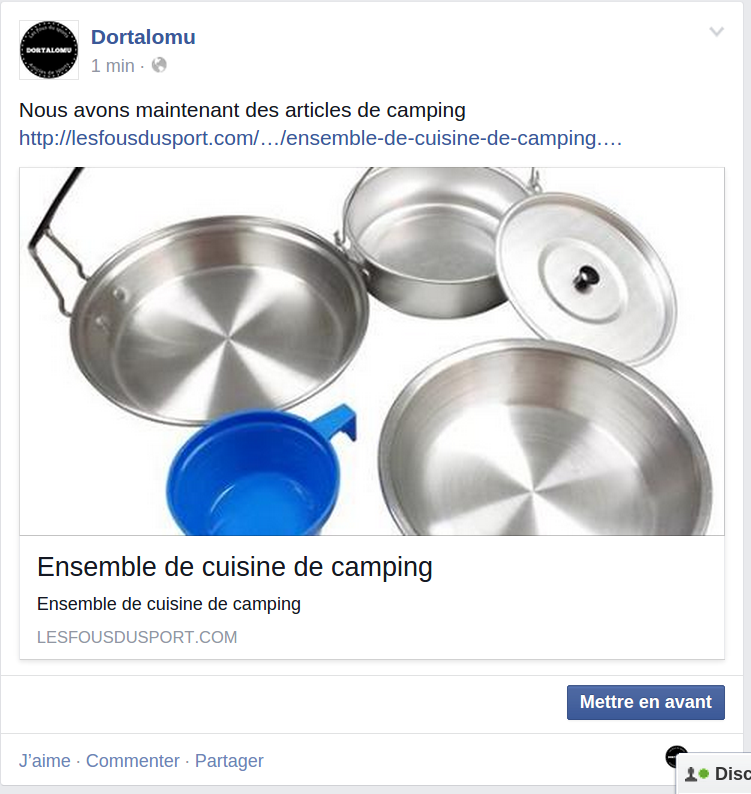 Dortalomu
1 min ·
DORTALOMU
Nous avons maintenant des articles de camping
http://lesfousdusport.com/…/ensemble-de-cuisine-de-camping.…
Ensemble de cuisine de camping
Ensemble de cuisine de camping
LESFOUSDUSPORT.COM
Mettre en avant
J'aime · Commenter · Partager
Disc